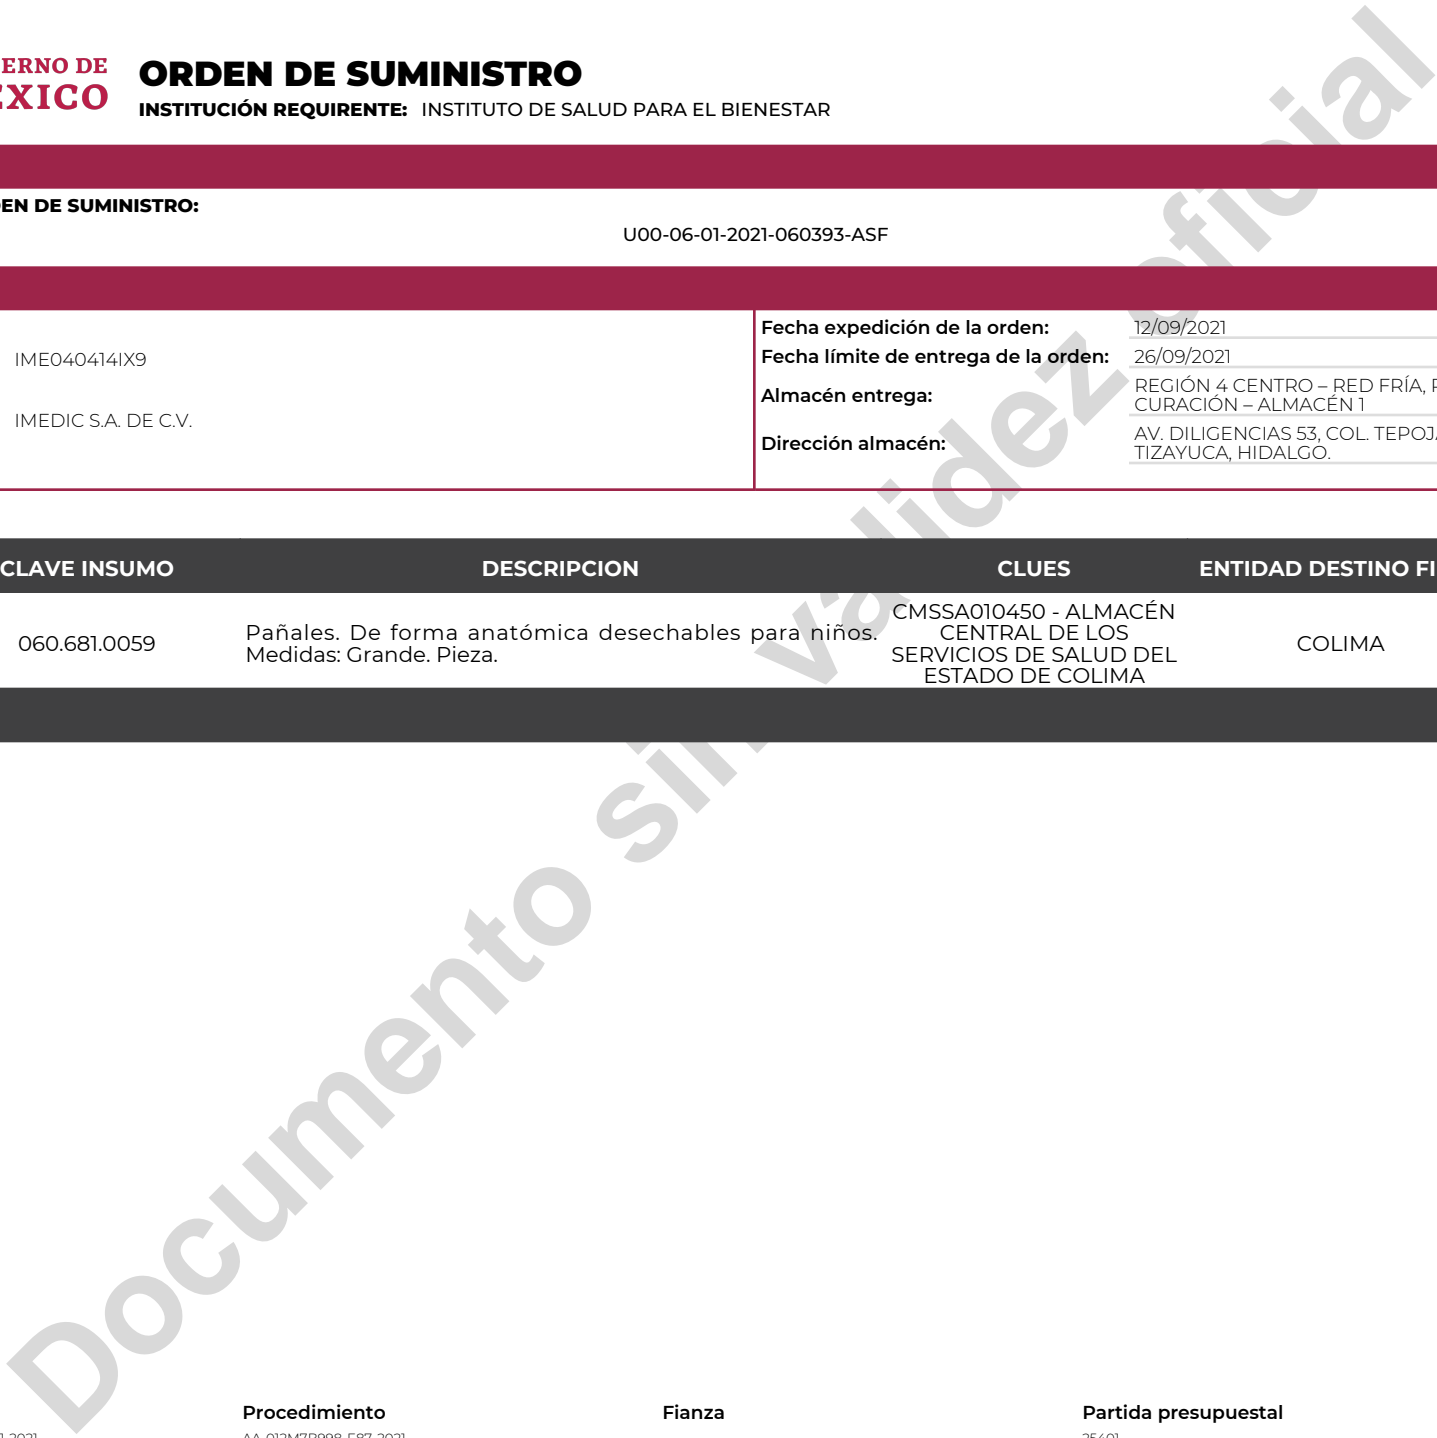 ERNO DE
EXICO
ORDEN DE SUMINISTRO
INSTITUCIÓN REQUIRENTE: INSTITUTO DE SALUD PARA EL BIENESTAR
EN DE SUMINISTRO:
U00-06-01-2021-060393-ASF
IME040414IX9
IMEDIC S.A. DE C.V.
Fecha expedición de la orden: 12/09/2021
Fecha límite de entrega de la orden: 26/09/2021
Almacén entrega: REGIÓN 4 CENTRO – RED FRÍA,
CURACIÓN – ALMACÉN 1
Dirección almacén: AV. DILIGENCIAS 53, COL. TEPOJ
TIZAYUCA, HIDALGO.
CLAVE INSUMO DESCRIPCION CLUES ENTIDAD DESTINO FI
060.681.0059
Pañales. De forma anatómica desechables para niños.
Medidas: Grande. Pieza.
CMSSA010450 - ALMACÉN
CENTRAL DE LOS
SERVICIOS DE SALUD DEL
ESTADO DE COLIMA
COLIMA
Documento sin validez oficial
Procedimiento Fianza Partida presupuestal